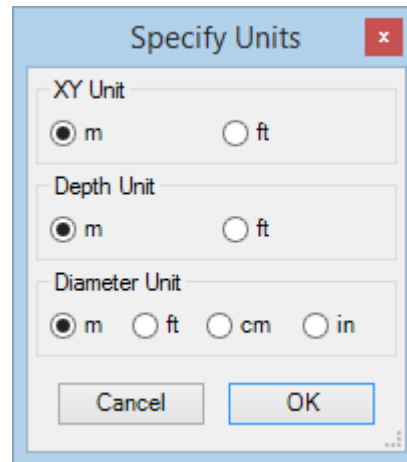 Specify Units
x
XY Unit
m ft
Depth Unit
m ft
Diameter Unit
m ft cm in
Cancel OK